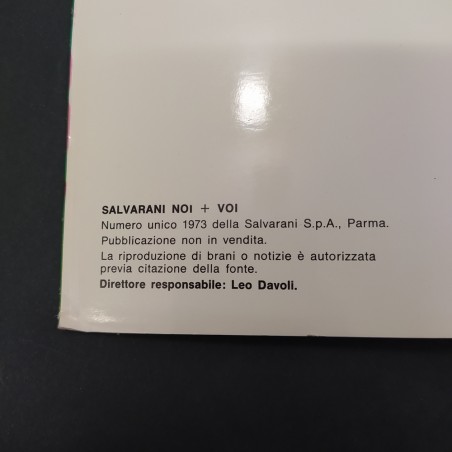 SALVARANI NOI + VOI
Numero unico 1973 della Salvarani S.p.A., Parma.
Pubblicazione non in vendita.
La riproduzione di brani o notizie è autorizzata
previa citazione della fonte.
Direttore responsabile: Leo Davoli.